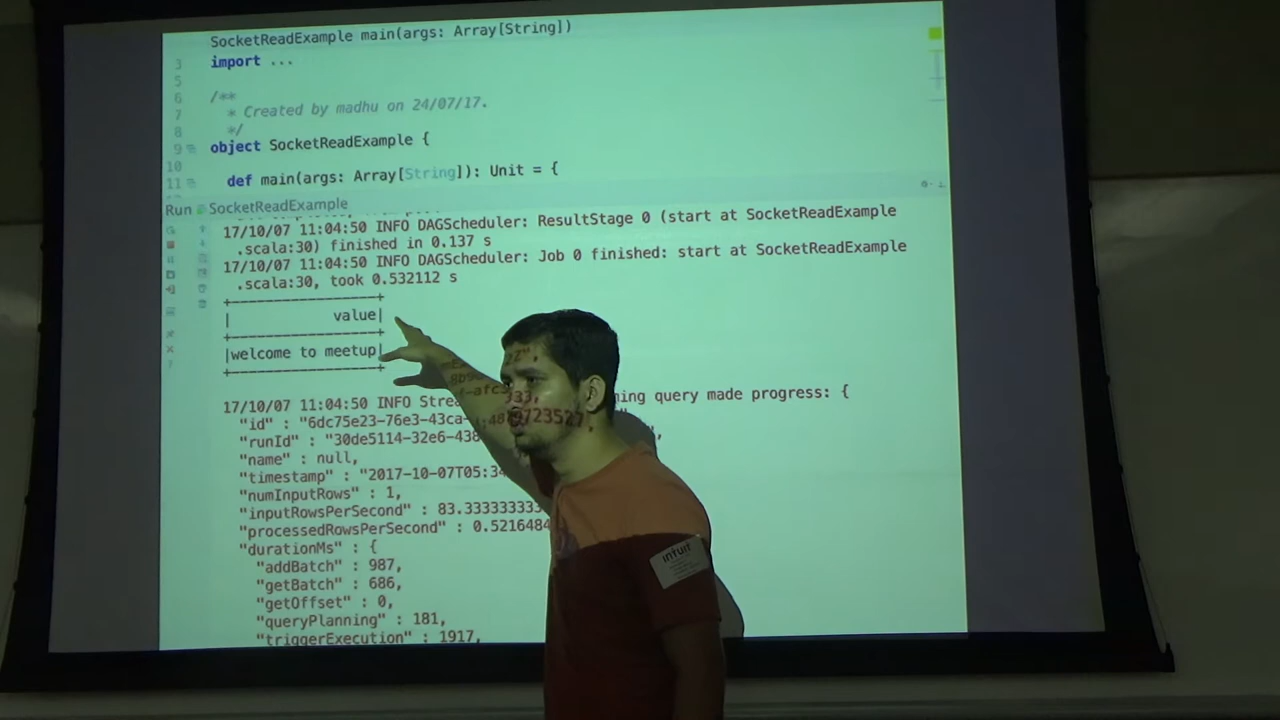 SocketReadExample main(args: Array[String])
3 import ...
5
6 /**
7 * Created by madhu on 24/07/17.
8 */
9 object SocketReadExample {
10
11 def main(args: Array[String]): Unit = {
Run SocketReadExample
17/10/07 11:04:50 INFO DAGScheduler: ResultStage 0 (start at SocketReadExample
.scala:30) finished in 0.137 s
17/10/07 11:04:50 INFO DAGScheduler: Job 0 finished: start at SocketReadExample
.scala:30, took 0.532112 s
+------------------+
| value|
+------------------+
|welcome to meetup|
+------------------+
17/10/07 11:04:50 INFO Strea ming query made progress: {
"id" : "6dc75e23-76e3-43ca-
"runId" : "30de5114-32e6-438
"name" : null,
"timestamp" : "2017-10-07T05:34
"numInputRows" : 1,
"inputRowsPerSecond" : 83.333333333
"processedRowsPerSecond" : 0.5216484
"durationMs" : {
"addBatch" : 987,
"getBatch" : 686,
"getOffset" : 0,
"queryPlanning" : 181,
"triggerExecution" : 1917,
INTUIT